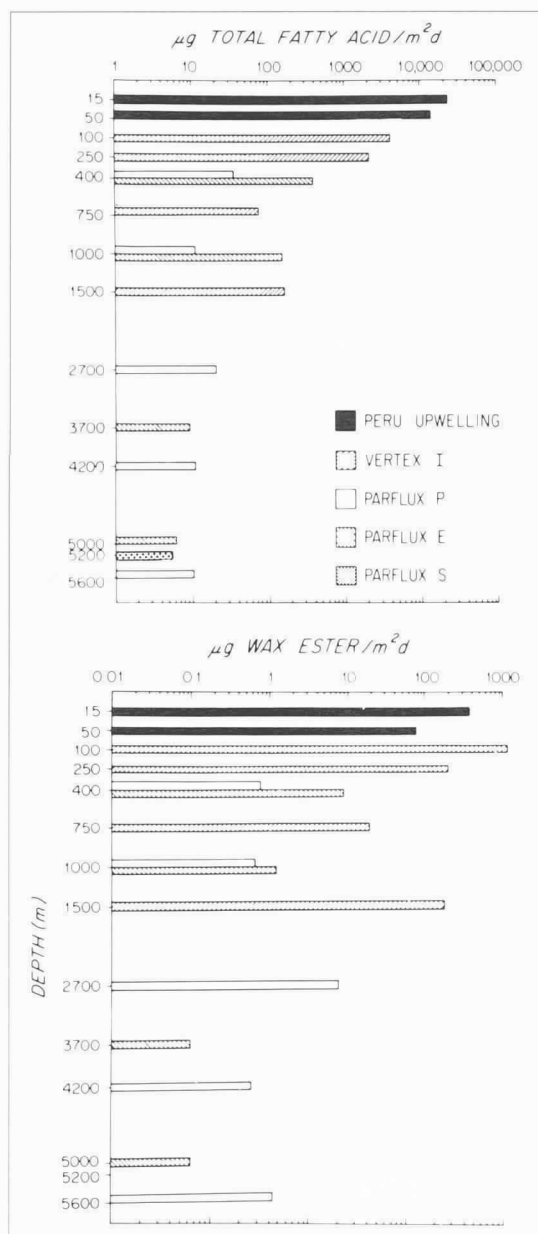 µg TOTAL FATTY ACID/m²d
1 10 100 1000 10,000 100,000
15
50
100
250
400
750
1000
1500
2700
3700
4200
5000
5200
5600
PERU UPWELLING
VERTEX I
PARFLUX P
PARFLUX E
PARFLUX S
µg WAX ESTER/m²d
0.01 0.1 1 10 100 1000
15
50
100
250
400
750
1000
1500
2700
3700
4200
5000
5200
5600
DEPTH (m)